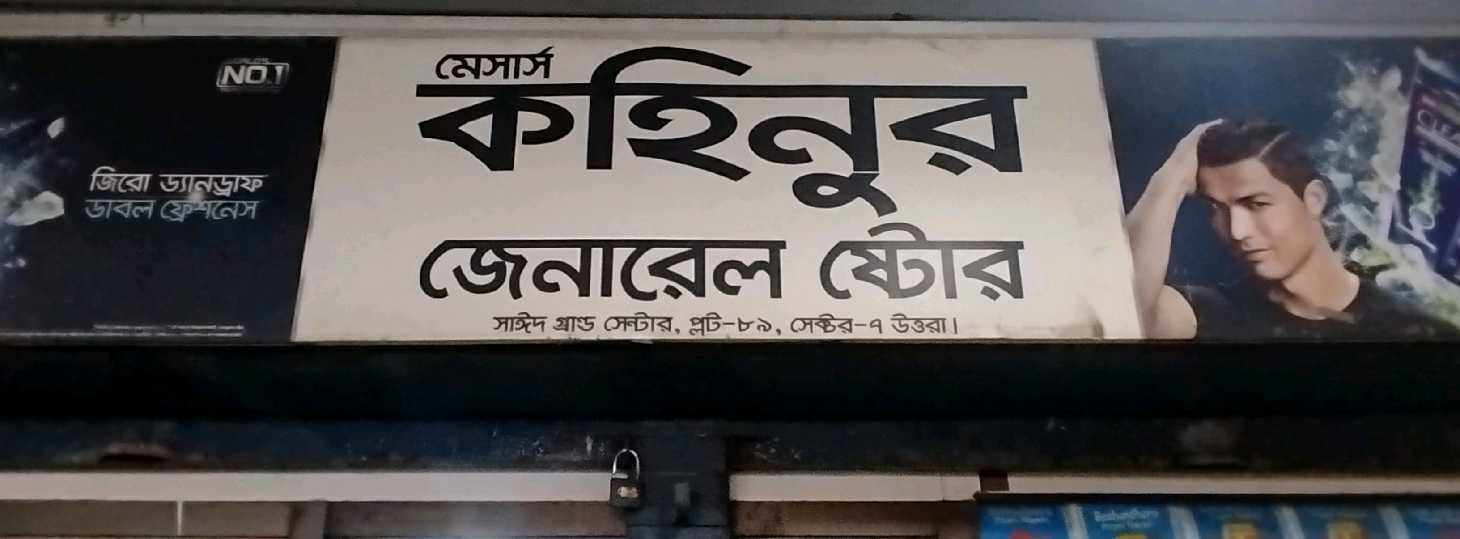 NO.1
জিরো ড্যানড্রাফ
ডাবল ফ্রেশনেস
মেসার্স
কহিনুর
জেনারেল ষ্টোর
সাঈদ গ্রাণ্ড সেন্টার, প্লট-৮৯, সেক্টর-৭ উত্তরা।